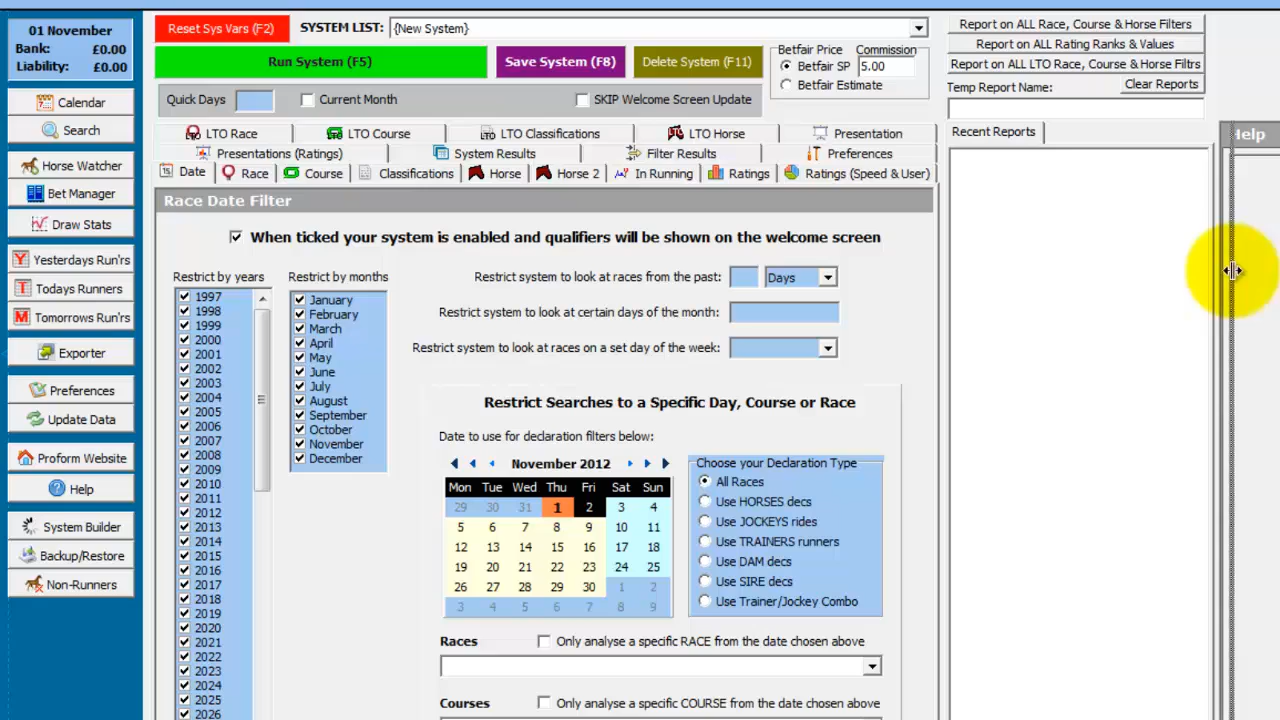 01 November
Bank: £0.00
Liability: £0.00
Calendar
Search
Horse Watcher
Bet Manager
Draw Stats
Yesterdays Run'rs
Todays Runners
Tomorrows Run'rs
Exporter
Preferences
Update Data
Proform Website
Help
System Builder
Backup/Restore
Non-Runners
Reset Sys Vars (F2)
SYSTEM LIST: {New System}
Run System (F5)
Save System (F8)
Delete System (F11)
Betfair Price
Betfair SP
Betfair Estimate
Commission
5.00
Quick Days
Current Month
SKIP Welcome Screen Update
LTO Race LTO Course LTO Classifications LTO Horse Presentation
Presentations (Ratings) System Results Filter Results Preferences
Date Race Course Classifications Horse Horse 2 In Running Ratings Ratings (Speed & User)
Race Date Filter
When ticked your system is enabled and qualifiers will be shown on the welcome screen
Restrict by years
1997
1998
1999
2000
2001
2002
2003
2004
2005
2006
2007
2008
2009
2010
2011
2012
2013
2014
2015
2016
2017
2018
2019
2020
2021
2022
2023
2024
2025
2026
Restrict by months
January
February
March
April
May
June
July
August
September
October
November
December
Restrict system to look at races from the past: Days
Restrict system to look at certain days of the month:
Restrict system to look at races on a set day of the week:
Restrict Searches to a Specific Day, Course or Race
Date to use for declaration filters below:
November 2012
Mon Tue Wed Thu Fri Sat Sun
29 30 31 1 2 3 4
5 6 7 8 9 10 11
12 13 14 15 16 17 18
19 20 21 22 23 24 25
26 27 28 29 30 1 2
3 4 5 6 7 8 9
Choose your Declaration Type
All Races
Use HORSES decs
Use JOCKEYS rides
Use TRAINERS runners
Use DAM decs
Use SIRE decs
Use Trainer/Jockey Combo
Races Only analyse a specific RACE from the date chosen above
Courses Only analyse a specific COURSE from the date chosen above
Report on ALL Race, Course & Horse Filters
Report on ALL Rating Ranks & Values
Report on ALL LTO Race, Course & Horse Filtrs
Temp Report Name: Clear Reports
Recent Reports
Help